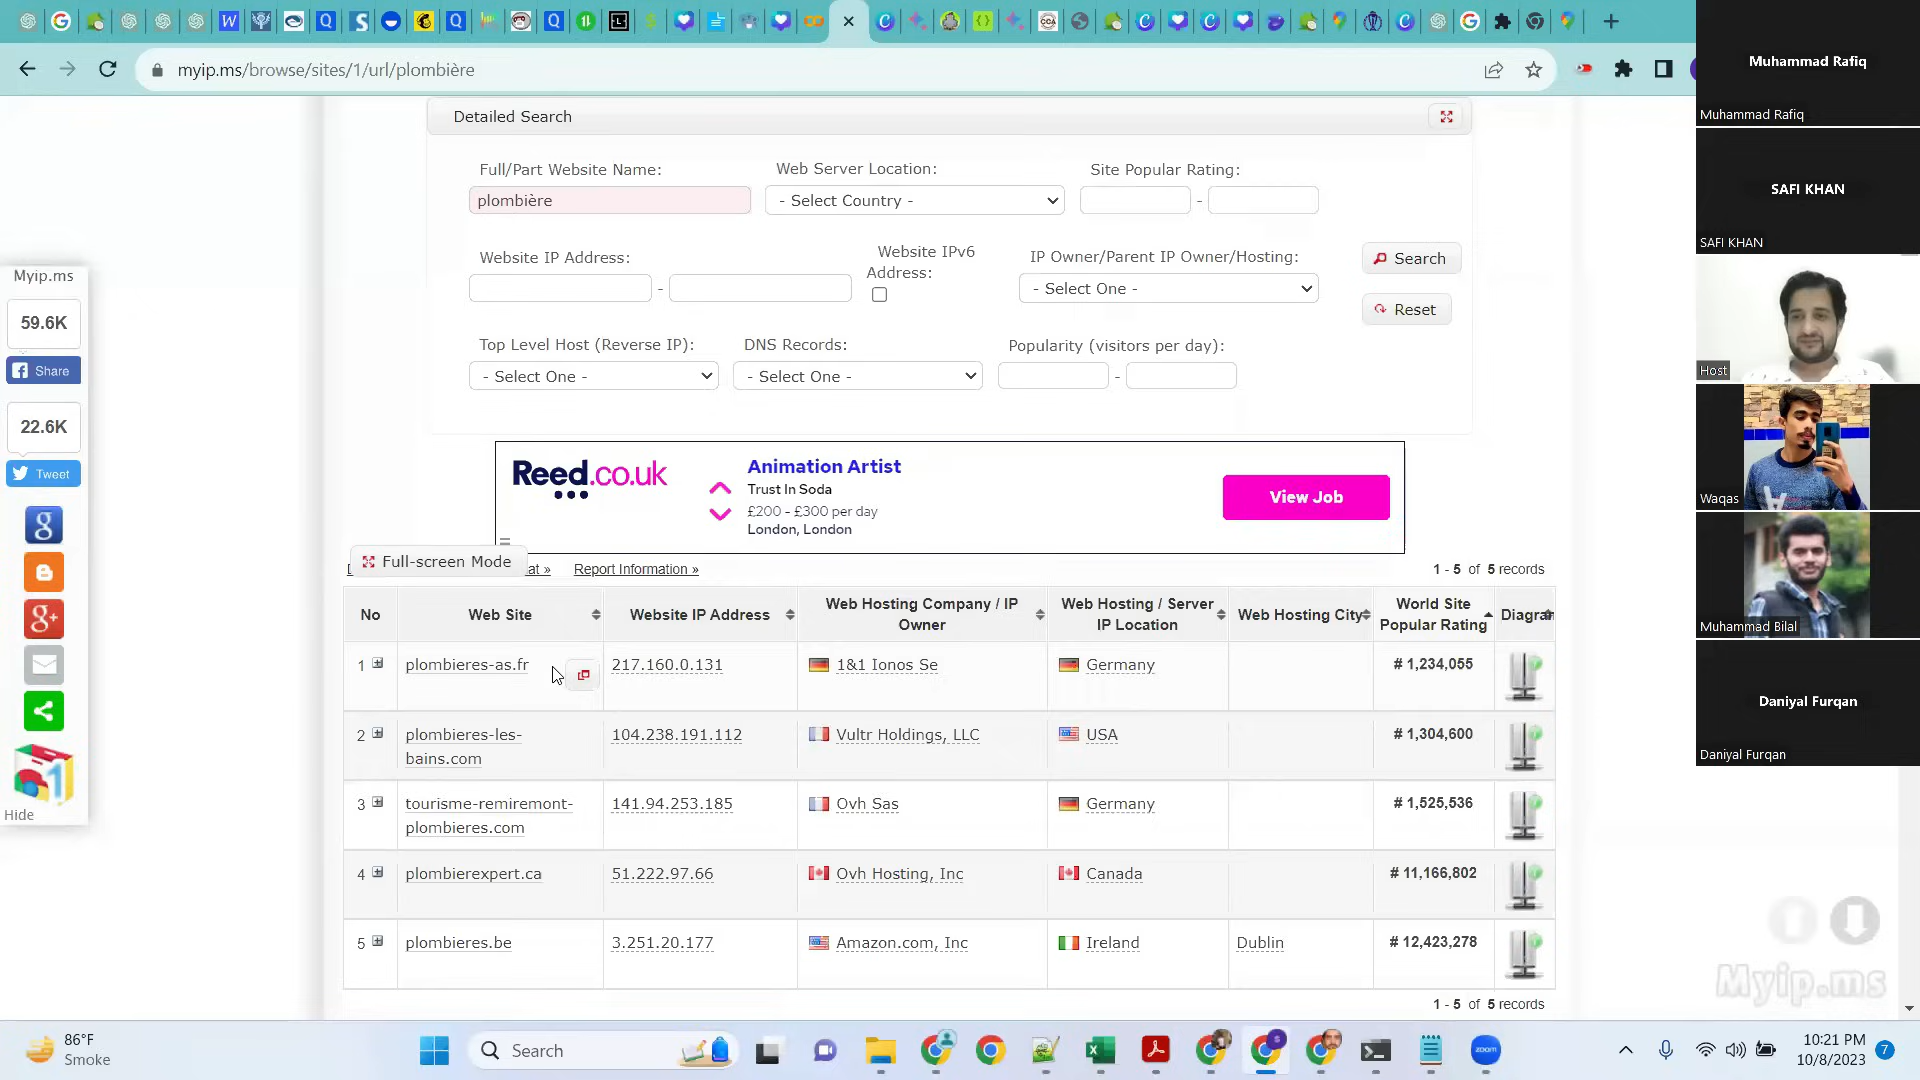 myip.ms/browse/sites/1/url/plombière
Detailed Search
Full/Part Website Name:
Web Server Location:
Site Popular Rating:
plombière
- Select Country -
-
Website IP Address:
Website IPv6
Address:
IP Owner/Parent IP Owner/Hosting:
-
- Select One -
Search
Reset
Top Level Host (Reverse IP):
DNS Records:
Popularity (visitors per day):
- Select One -
- Select One -
-
Reed.co.uk
Animation Artist
Trust In Soda
£200 - £300 per day
London, London
View Job
Full-screen Mode
at »
Report Information »
1 - 5 of 5 records
No
Web Site
Website IP Address
Web Hosting Company / IP
Owner
Web Hosting / Server
IP Location
Web Hosting City
World Site
Popular Rating
Diagram
1 plombieres-as.fr 217.160.0.131 1&1 Ionos Se Germany # 1,234,055
2 plombieres-les-
bains.com 104.238.191.112 Vultr Holdings, LLC USA # 1,304,600
3 tourisme-remiremont-
plombieres.com 141.94.253.185 Ovh Sas Germany # 1,525,536
4 plombierexpert.ca 51.222.97.66 Ovh Hosting, Inc Canada # 11,166,802
5 plombieres.be 3.251.20.177 Amazon.com, Inc Ireland Dublin # 12,423,278
1 - 5 of 5 records
Myip.ms
Myip.ms
59.6K
Share
22.6K
Tweet
Hide
Muhammad Rafiq
Muhammad Rafiq
SAFI KHAN
SAFI KHAN
Host
Waqas
Muhammad Bilal
Daniyal Furqan
Daniyal Furqan
86°F
Smoke
Search
zoom
10:21 PM
10/8/2023
7